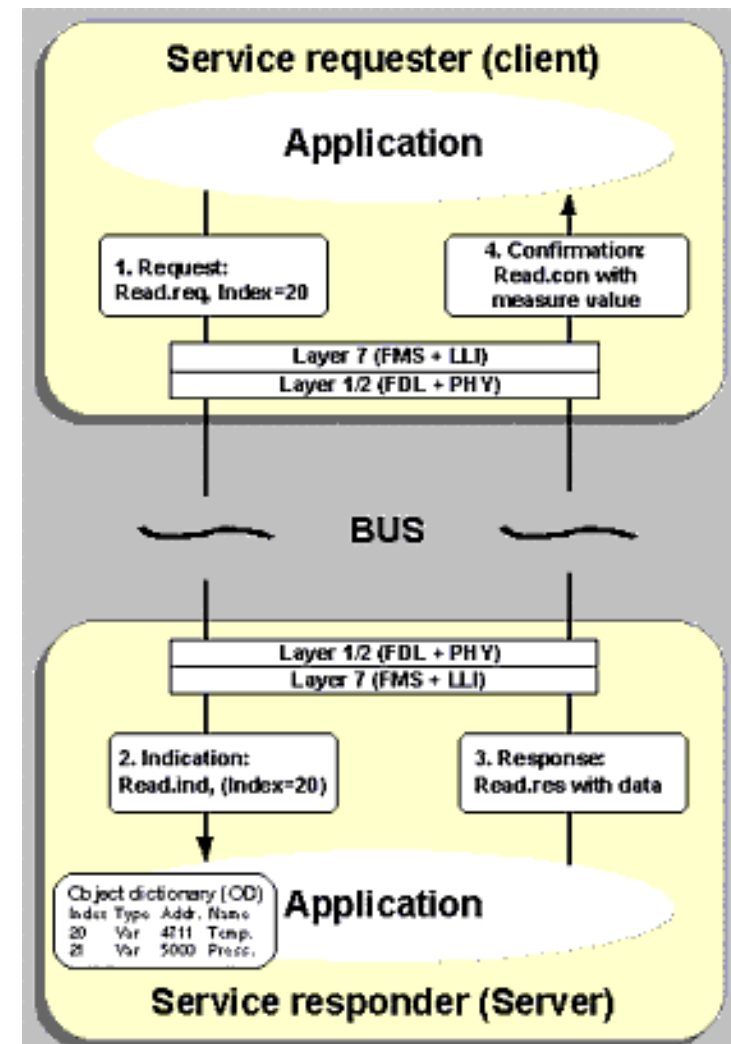 Service requester (client)
Application
1. Request:
Read.req, Index=20
4. Confirmation:
Read.con with
measure value
Layer 7 (FMS + LLI)
Layer 1/2 (FDL + PHY)
BUS
Layer 1/2 (FDL + PHY)
Layer 7 (FMS + LLI)
2. Indication:
Read.ind, (Index=20)
3. Response:
Read.res with data
Object dictionary (OD)
Index Type Addr. Name
20 Var 4711 Temp.
21 Var 5000 Press.
Application
Service responder (Server)